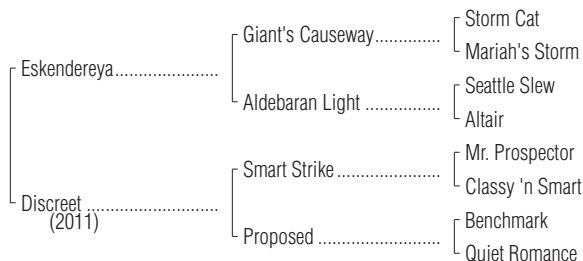 Storm Cat
Giant's Causeway..............
Mariah's Storm
Eskendereya......................
Seattle Slew
Aldebaran Light ................
Altair
Mr. Prospector
Smart Strike......................
Classy 'n Smart
Discreet ............................
(2011)
Benchmark
Proposed ..........................
Quiet Romance